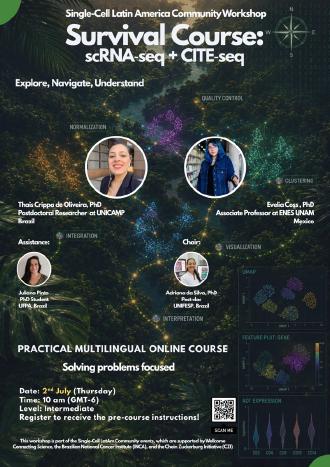 Single-Cell Latin America Community Workshop
Survival Course:
scRNA-seq + CITE-seq
N
W
E
S
Explore, Navigate, Understand
QUALITY CONTROL
NORMALIZATION
CLUSTERING
Thaís Crippa de Oliveira, PhD
Postdoctoral Researcher at UNICAMP
Brazil
Evelia Coss, PhD
Associate Professor at ENES UNAM
Mexico
INTEGRATION
VISUALIZATION
Assistance:
Chair:
Juliana Pinto
PhD Student
UFPA, Brazil
Adriana da Silva, PhD
Post-doc
UNIFESP, Brazil
UMAP
INTERPRETATION
FEATURE PLOT: GENE
PRACTICAL MULTILINGUAL ONLINE COURSE
Solving problems focused
Date: 2nd July (Thursday)
Time: 10 am (GMT-6)
Level: Intermediate
Register to receive the pre-course instructions!
SCAN ME
ADT EXPRESSION
This workshop is part of the Single-Cell LatAm Community events, which are supported by Wellcome
Connecting Science, the Brazilian National Cancer Institute (INCA), and the Chan Zuckerberg Initiative (CZI)